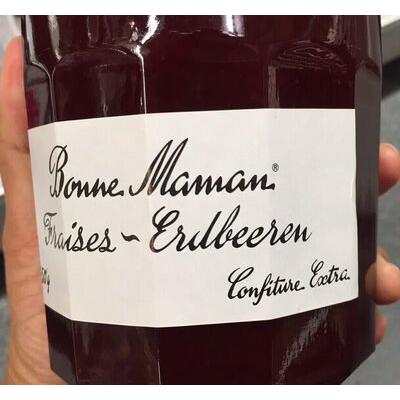 Bonne Maman®
Fraises ~ Erdbeeren
Confiture Extra